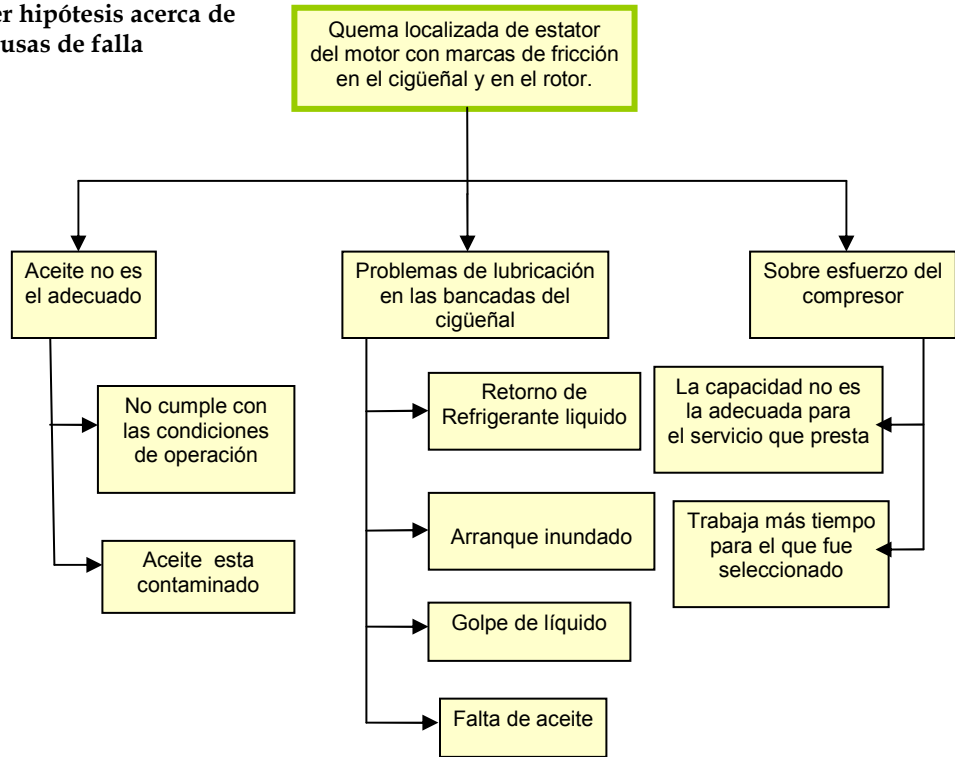 er hipótesis acerca de
usas de falla
Quema localizada de estator
del motor con marcas de fricción
en el cigüeñal y en el rotor.
Aceite no es
el adecuado
Problemas de lubricación
en las bancadas del
cigüeñal
Sobre esfuerzo del
compresor
No cumple con
las condiciones
de operación
Aceite esta
contaminado
Retorno de
Refrigerante liquido
Arranque inundado
Golpe de líquido
Falta de aceite
La capacidad no es
la adecuada para
el servicio que presta
Trabaja más tiempo
para el que fue
seleccionado